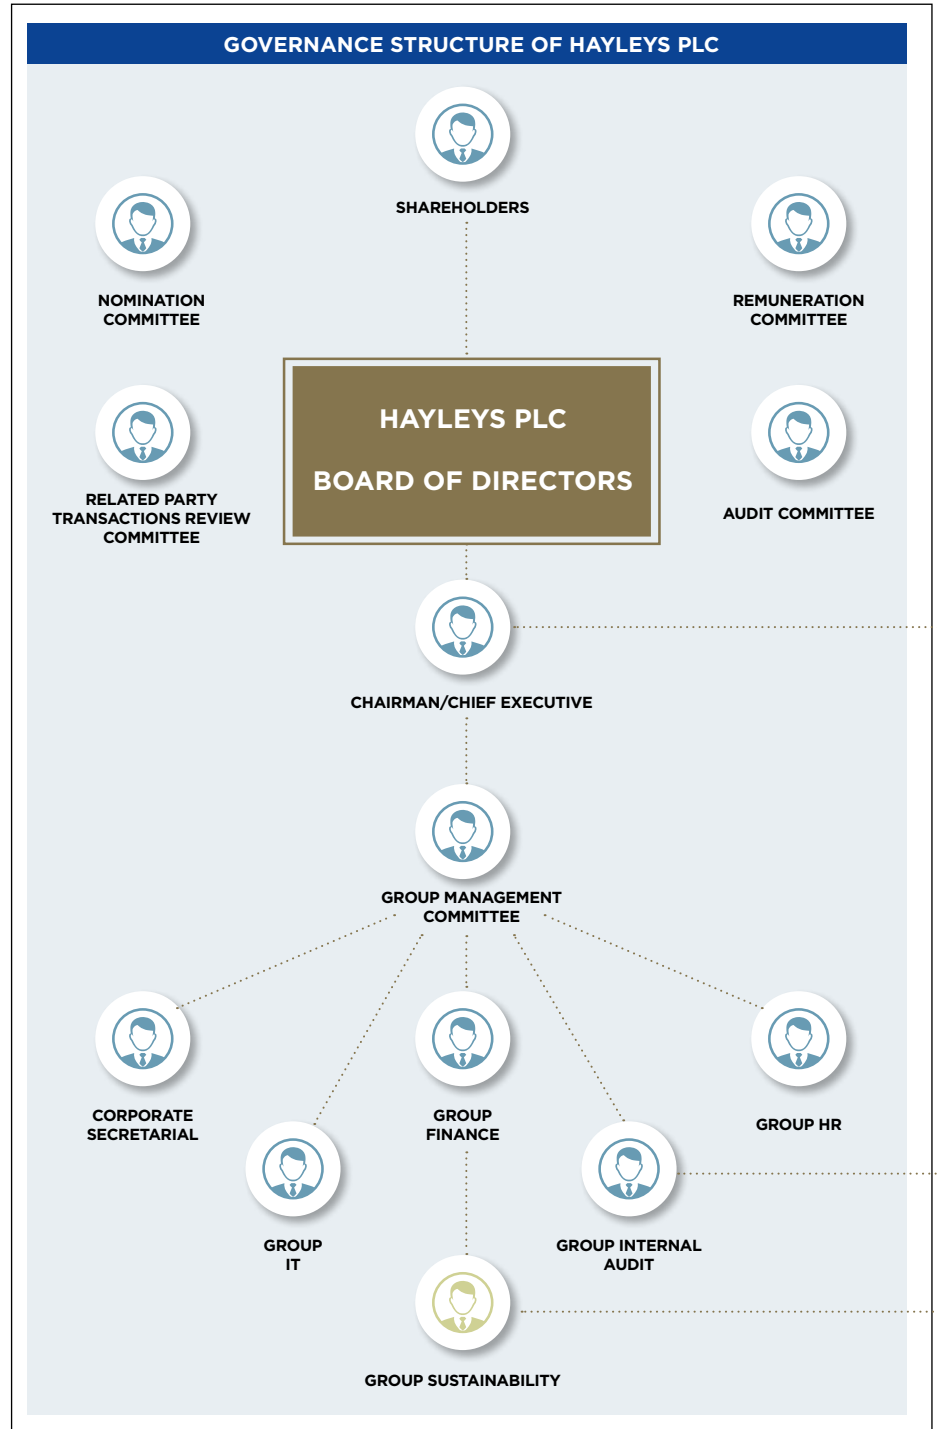 GOVERNANCE STRUCTURE OF HAYLEYS PLC
SHAREHOLDERS
NOMINATION
COMMITTEE
REMUNERATION
COMMITTEE
HAYLEYS PLC
BOARD OF DIRECTORS
RELATED PARTY
TRANSACTIONS REVIEW
COMMITTEE
AUDIT COMMITTEE
CHAIRMAN/CHIEF EXECUTIVE
GROUP MANAGEMENT
COMMITTEE
CORPORATE
SECRETARIAL
GROUP
FINANCE
GROUP HR
GROUP
IT
GROUP INTERNAL
AUDIT
GROUP SUSTAINABILITY